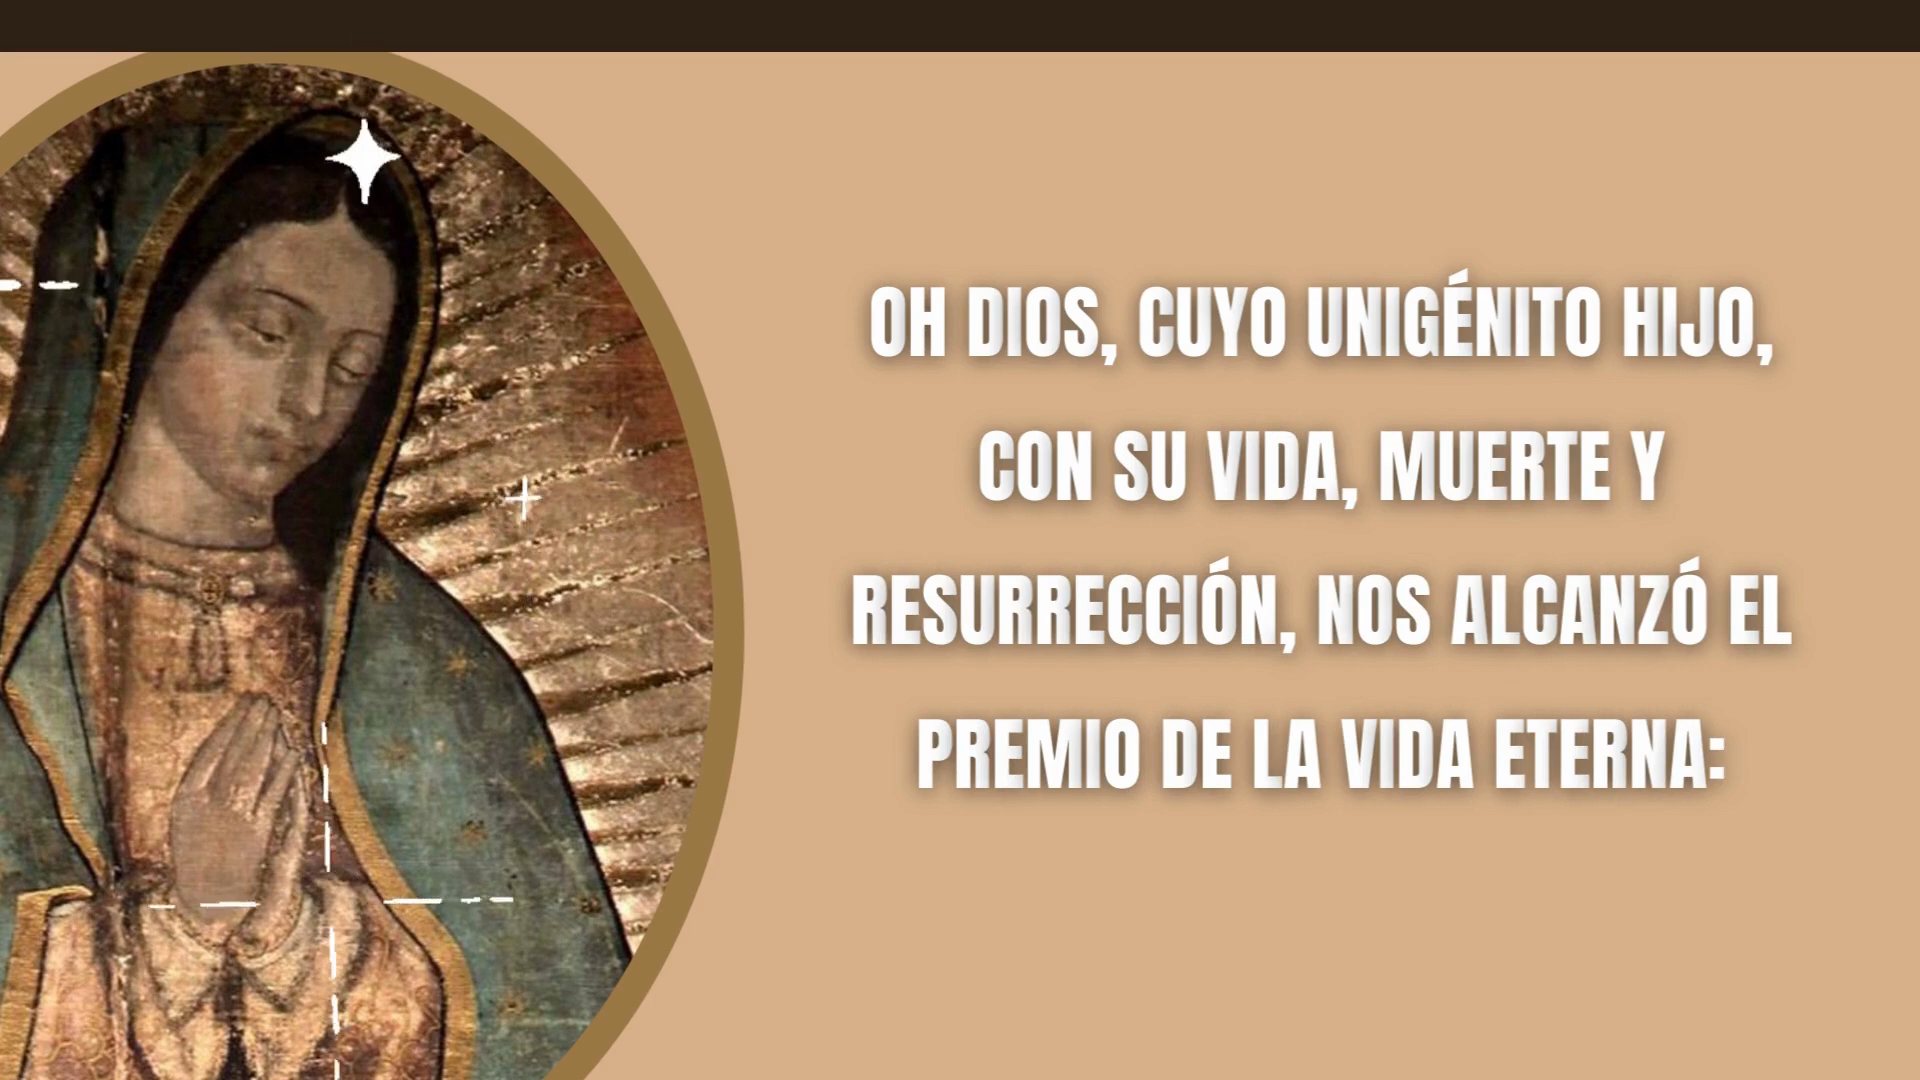 OH DIOS, CUYO UNIGÉNITO HIJO,
CON SU VIDA, MUERTE Y
RESURRECCIÓN, NOS ALCANZÓ EL
PREMIO DE LA VIDA ETERNA: